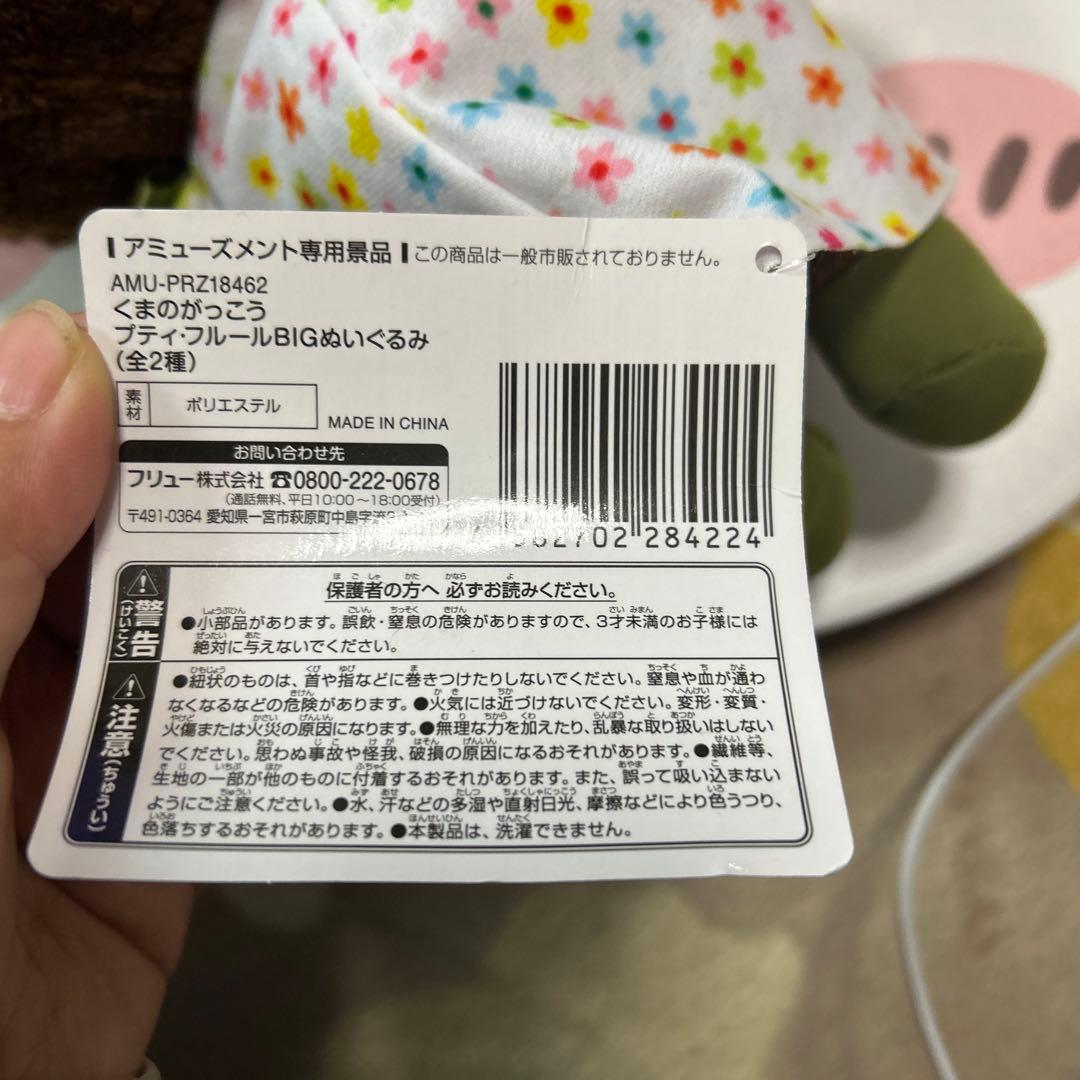 アミューズメント専用景品 この商品は一般市販されておりません。
AMU-PRZ18462
くまのがっこう
プティ・フルールBIGぬいぐるみ
(全2種)
素材 ポリエステル
MADE IN CHINA
お問い合わせ先
フリュー株式会社 ☎0800-222-0678
(通話無料、平日10:00~18:00受付)
〒491-0364 愛知県一宮市萩原町中島字
2702 284224
警告(けいこく)
保護者の方へ 必ずお読みください。
●小部品があります。誤飲・窒息の危険がありますので、3才未満のお子様には
絶対に与えないでください。
注意(ちゅうい)
●紐状のものは、首や指などに巻きつけたりしないでください。窒息や血が通わ
なくなるなどの危険があります。●火気には近づけないでください。変形・変質・
火傷または火災の原因になります。●無理な力を加えたり、乱暴な取り扱いはしない
でください。思わぬ事故や怪我、破損の原因になるおそれがあります。●繊維等、
生地の一部が他のものに付着するおそれがあります。また、誤って吸い込まない
ようにご注意ください。●水、汗などの多湿や直射日光、摩擦などにより色うつり、
色落ちするおそれがあります。●本製品は、洗濯できません。